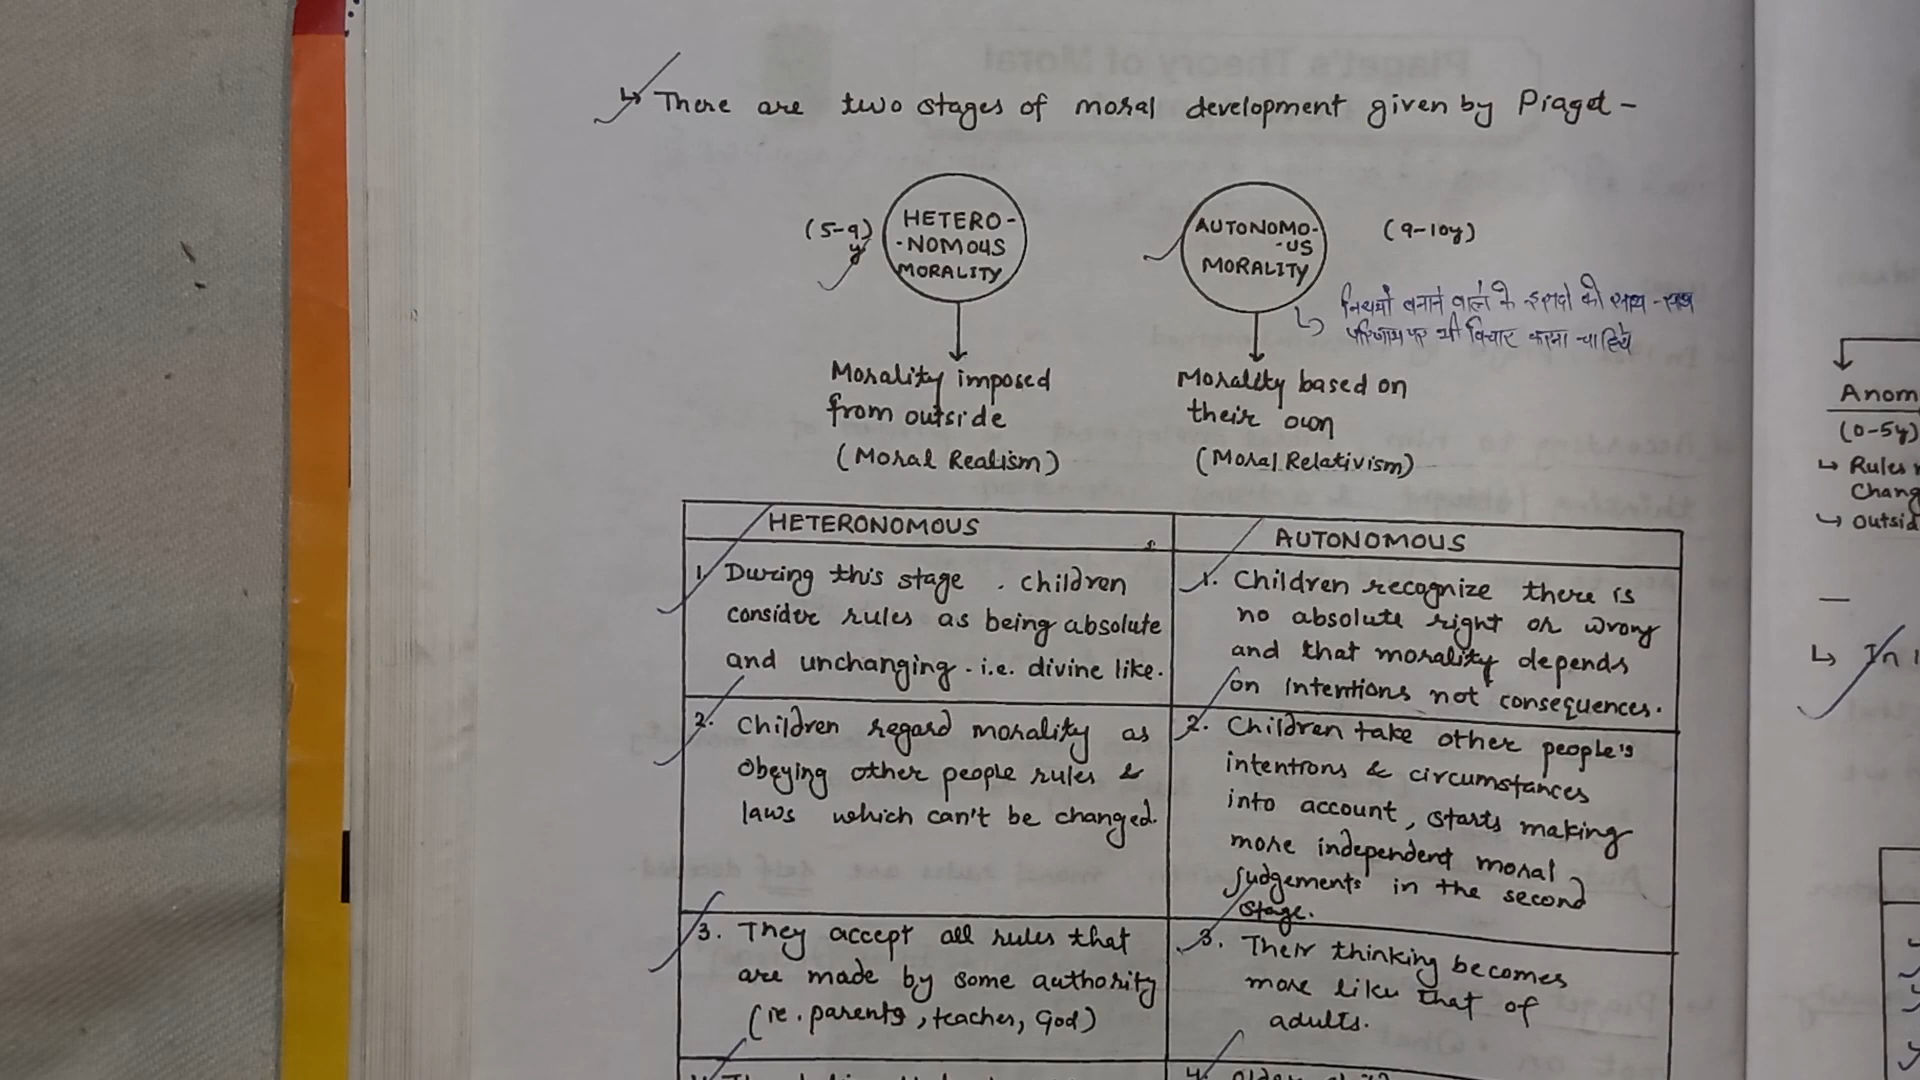 ↳ There are two stages of moral development given by Piaget -
(5-9)
y
HETERO-
-NOMOUS
MORALITY
AUTONOMO-
-US
MORALITY
(9-10y)
↳ नियमों बनाने वाले के इरादों को साथ-साथ
परिणाम पर भी विचार करना चाहिये
Morality imposed
from outside
(Moral Realism)
Morality based on
their own
(Moral Relativism)
HETERONOMOUS
1. During this stage . children
consider rules as being absolute
and unchanging . i.e. divine like.
2. Children regard morality as
obeying other people rules &
laws which can't be changed.
3. They accept all rules that
are made by some authority
(ie. parents, teacher, God)
AUTONOMOUS
1. Children recognize there is
no absolute right or wrong
and that morality depends
on intentions not consequences.
2. Children take other people's
intentions & circumstances
into account, starts making
more independent moral
judgements in the second
stage.
3. Their thinking becomes
more like that of
adults.
4.
Anom
(0-5y)
↳ Rules
Chang
↳ outsid
↳ In